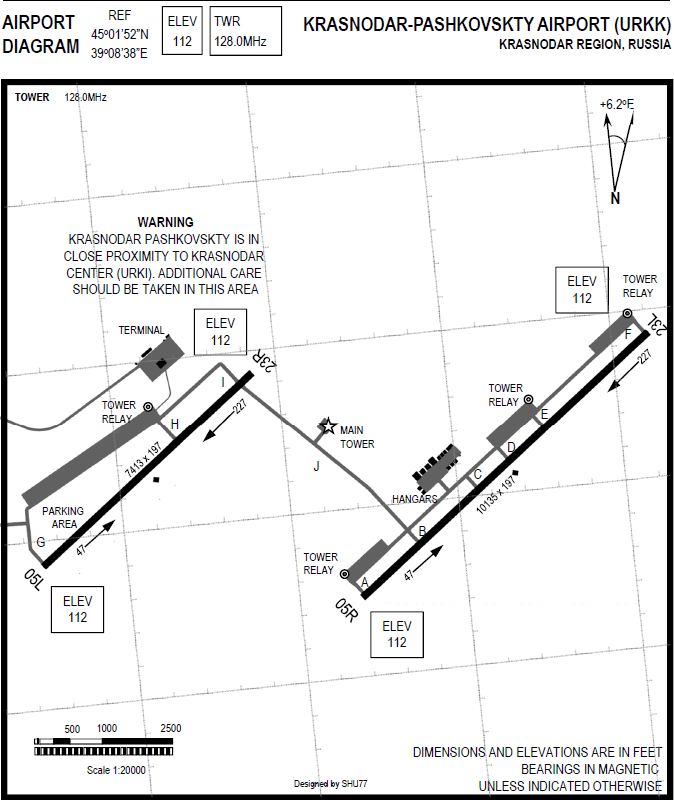 AIRPORT
DIAGRAM
REF
45º01'52"N
39º08'38"E
ELEV
112
TWR
128.0MHz
KRASNODAR-PASHKOVSKTY AIRPORT (URKK)
KRASNODAR REGION, RUSSIA
TOWER 128.0MHz
+6.2ºE
N
WARNING
KRASNODAR PASHKOVSKTY IS IN
CLOSE PROXIMITY TO KRASNODAR
CENTER (URKI). ADDITIONAL CARE
SHOULD BE TAKEN IN THIS AREA
ELEV
112
TOWER
RELAY
23L
F
227
TERMINAL
ELEV
112
23R
I
227
TOWER
RELAY
H
7413 x 197
MAIN
TOWER
J
TOWER
RELAY
E
D
C
10135 x 197
HANGARS
B
PARKING
AREA
G
47
05L
ELEV
112
TOWER
RELAY
A
47
05R
ELEV
112
500 1000 2500
Scale 1:20000
Designed by SHU77
DIMENSIONS AND ELEVATIONS ARE IN FEET
BEARINGS IN MAGNETIC
UNLESS INDICATED OTHERWISE